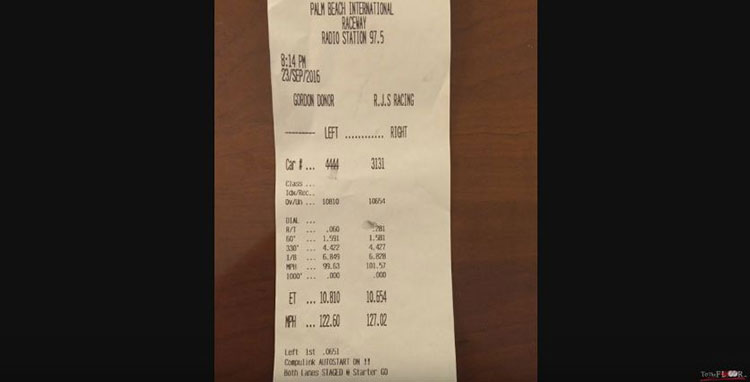 PALM BEACH INTERNATIONAL
RACEWAY
RADIO STATION 97.5
8:14 PM
23/SEP/2016
GORDON DONOR R.J.S RACING
-------- LEFT ............ RIGHT
Car # ... 4444 3131
Class ...
Idx/Rec..
Ov/Un ... 10810 10654
DIAL ...
R/T ... .060 .281
60' ... 1.591 1.581
330' ... 4.422 4.427
1/8 ... 6.849 6.828
MPH ... 99.63 101.57
1000' ... .000 .000
ET ... 10.810 10.654
MPH ... 122.60 127.02
Left 1st .0651
Compulink AUTOSTART ON !!
Both Lanes STAGED @ Starter GO